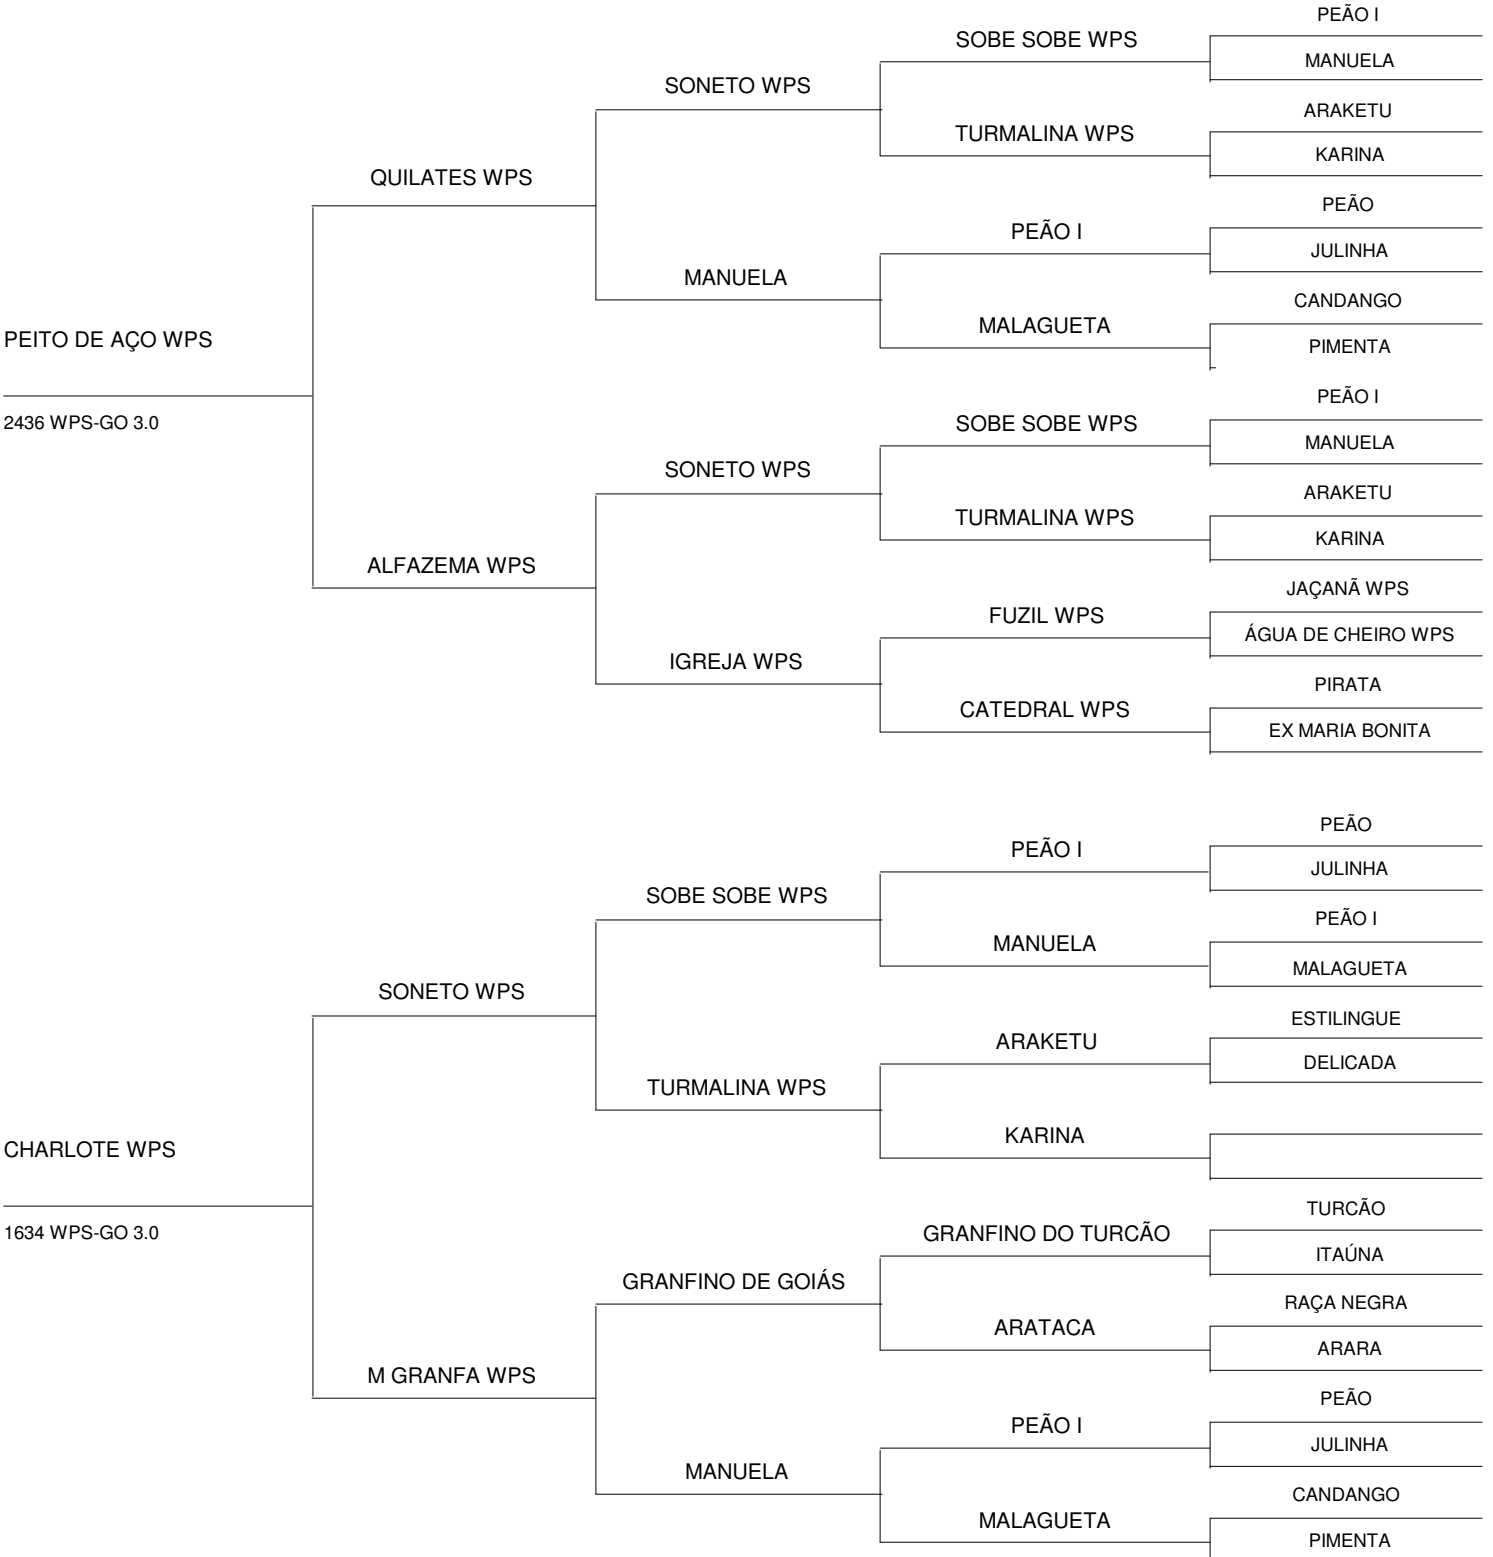 PEÃO I
SOBE SOBE WPS
MANUELA
SONETO WPS
ARAKETU
TURMALINA WPS
KARINA
QUILATES WPS
PEÃO
PEÃO I
JULINHA
MANUELA
CANDANGO
MALAGUETA
PIMENTA
PEITO DE AÇO WPS
2436 WPS-GO 3.0
PEÃO I
SOBE SOBE WPS
MANUELA
SONETO WPS
ARAKETU
TURMALINA WPS
KARINA
ALFAZEMA WPS
JAÇANÃ WPS
FUZIL WPS
ÁGUA DE CHEIRO WPS
IGREJA WPS
PIRATA
CATEDRAL WPS
EX MARIA BONITA
PEÃO
PEÃO I
JULINHA
SOBE SOBE WPS
PEÃO I
MANUELA
MALAGUETA
SONETO WPS
ESTILINGUE
ARAKETU
DELICADA
TURMALINA WPS
KARINA
CHARLOTE WPS
1634 WPS-GO 3.0
TURCÃO
GRANFINO DO TURCÃO
ITAÚNA
GRANFINO DE GOIÁS
RAÇA NEGRA
ARATACA
ARARA
M GRANFA WPS
PEÃO
PEÃO I
JULINHA
MANUELA
CANDANGO
MALAGUETA
PIMENTA